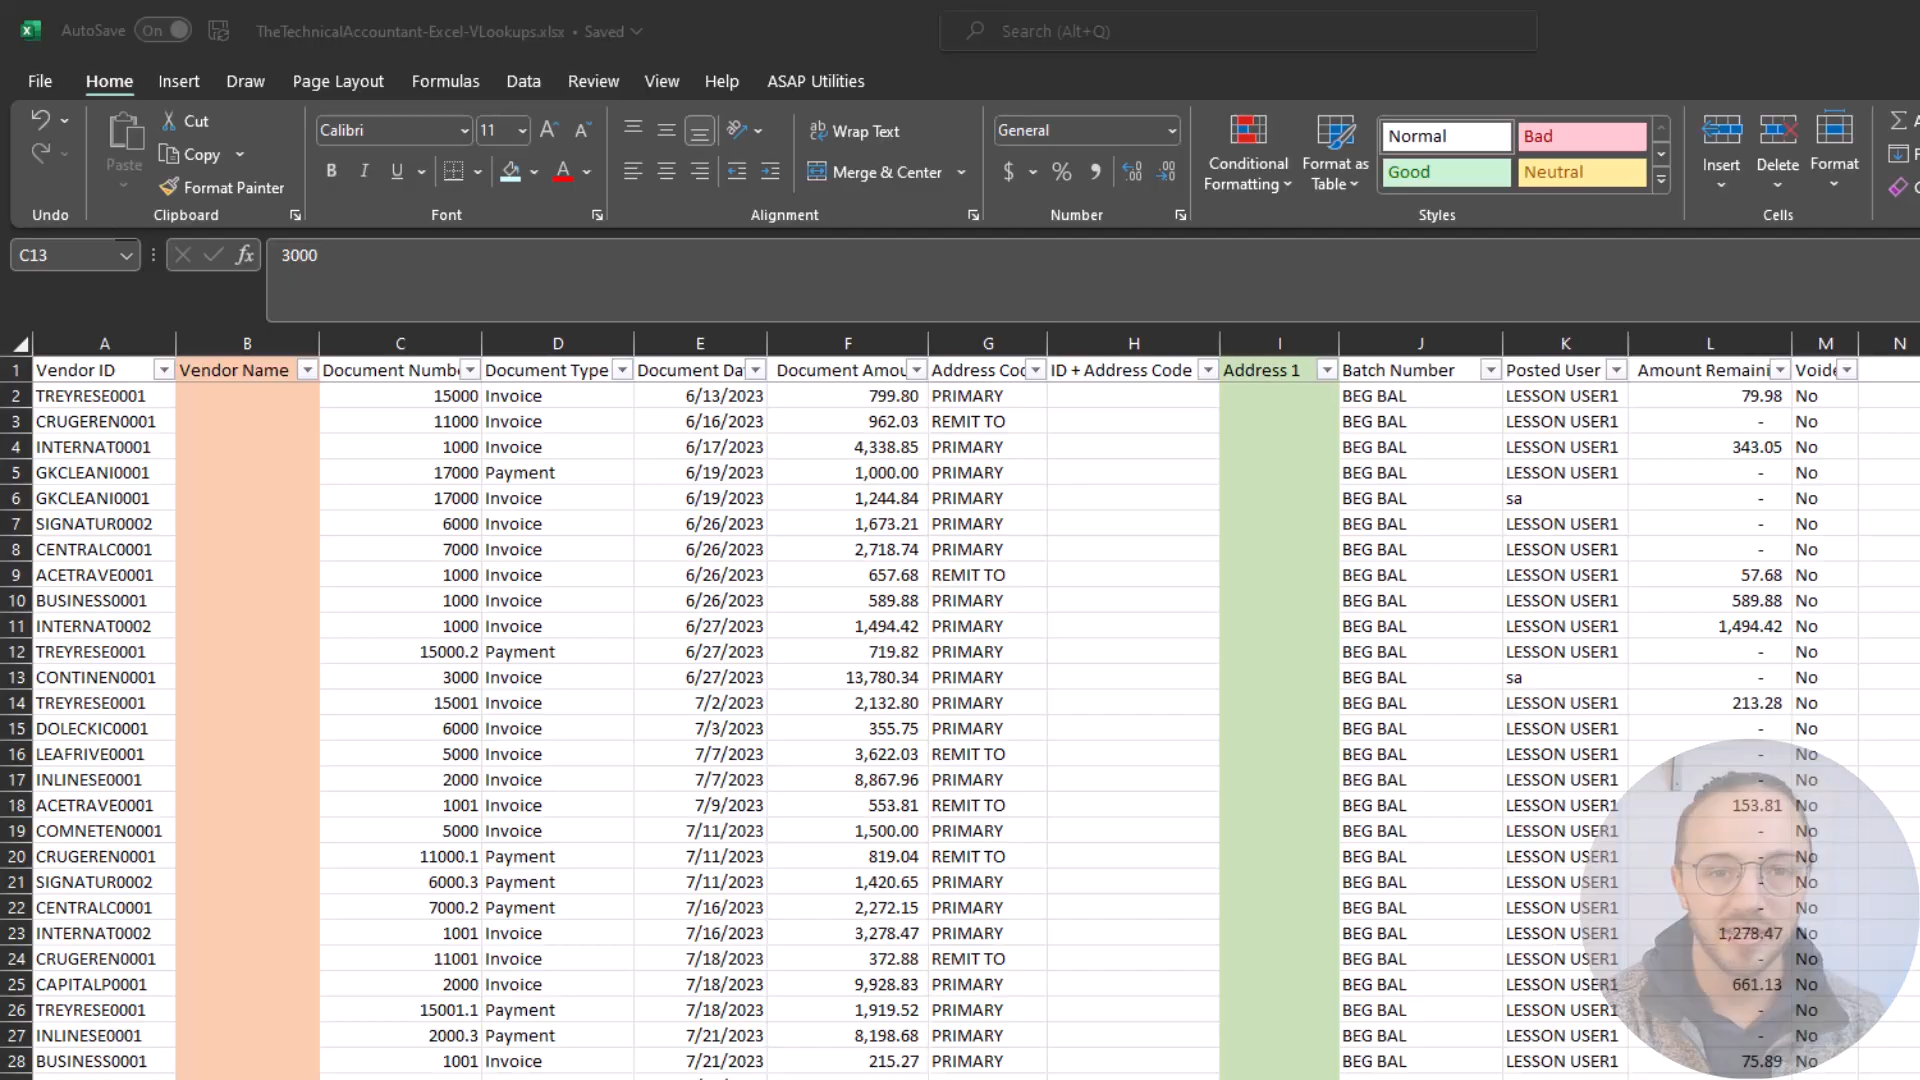 AutoSave On TheTechnicalAccountant-Excel-VLookups.xlsx • Saved Search (Alt+Q)
File Home Insert Draw Page Layout Formulas Data Review View Help ASAP Utilities
Paste Cut Calibri 11 Wrap Text General Conditional Formatting Format as Table Normal Bad Insert Delete Format
Copy B I U A Merge & Center $ % Good Neutral
Format Painter
Undo Clipboard Font Alignment Number Styles Cells
C13 fx 3000
A B C D E F G H I J K L M N
1 Vendor ID Vendor Name Document Numbe Document Type Document Da Document Amou Address Co ID + Address Code Address 1 Batch Number Posted User Amount Remaini Voide
2 TREYRESE0001 15000 Invoice 6/13/2023 799.80 PRIMARY BEG BAL LESSON USER1 79.98 No
3 CRUGEREN0001 11000 Invoice 6/16/2023 962.03 REMIT TO BEG BAL LESSON USER1 - No
4 INTERNAT0001 1000 Invoice 6/17/2023 4,338.85 PRIMARY BEG BAL LESSON USER1 343.05 No
5 GKCLEANI0001 17000 Payment 6/19/2023 1,000.00 PRIMARY BEG BAL LESSON USER1 - No
6 GKCLEANI0001 17000 Invoice 6/19/2023 1,244.84 PRIMARY BEG BAL sa - No
7 SIGNATUR0002 6000 Invoice 6/26/2023 1,673.21 PRIMARY BEG BAL LESSON USER1 - No
8 CENTRALC0001 7000 Invoice 6/26/2023 2,718.74 PRIMARY BEG BAL LESSON USER1 - No
9 ACETRAVE0001 1000 Invoice 6/26/2023 657.68 REMIT TO BEG BAL LESSON USER1 57.68 No
10 BUSINESS0001 1000 Invoice 6/26/2023 589.88 PRIMARY BEG BAL LESSON USER1 589.88 No
11 INTERNAT0002 1000 Invoice 6/27/2023 1,494.42 PRIMARY BEG BAL LESSON USER1 1,494.42 No
12 TREYRESE0001 15000.2 Payment 6/27/2023 719.82 PRIMARY BEG BAL LESSON USER1 - No
13 CONTINEN0001 3000 Invoice 6/27/2023 13,780.34 PRIMARY BEG BAL sa - No
14 TREYRESE0001 15001 Invoice 7/2/2023 2,132.80 PRIMARY BEG BAL LESSON USER1 213.28 No
15 DOLECKIC0001 6000 Invoice 7/3/2023 355.75 PRIMARY BEG BAL LESSON USER1 - No
16 LEAFRIVE0001 5000 Invoice 7/7/2023 3,622.03 REMIT TO BEG BAL LESSON USER1 - No
17 INLINESE0001 2000 Invoice 7/7/2023 8,867.96 PRIMARY BEG BAL LESSON USER1 - No
18 ACETRAVE0001 1001 Invoice 7/9/2023 553.81 REMIT TO BEG BAL LESSON USER1 153.81 No
19 COMNETEN0001 5000 Invoice 7/11/2023 1,500.00 PRIMARY BEG BAL LESSON USER1 - No
20 CRUGEREN0001 11000.1 Payment 7/11/2023 819.04 REMIT TO BEG BAL LESSON USER1 - No
21 SIGNATUR0002 6000.3 Payment 7/11/2023 1,420.65 PRIMARY BEG BAL LESSON USER1 - No
22 CENTRALC0001 7000.2 Payment 7/16/2023 2,272.15 PRIMARY BEG BAL LESSON USER1 - No
23 INTERNAT0002 1001 Invoice 7/16/2023 3,278.47 PRIMARY BEG BAL LESSON USER1 1,278.47 No
24 CRUGEREN0001 11001 Invoice 7/18/2023 372.88 REMIT TO BEG BAL LESSON USER1 - No
25 CAPITALP0001 2000 Invoice 7/18/2023 9,928.83 PRIMARY BEG BAL LESSON USER1 661.13 No
26 TREYRESE0001 15001.1 Payment 7/18/2023 1,919.52 PRIMARY BEG BAL LESSON USER1 - No
27 INLINESE0001 2000.3 Payment 7/21/2023 8,198.68 PRIMARY BEG BAL LESSON USER1 - No
28 BUSINESS0001 1001 Invoice 7/21/2023 215.27 PRIMARY BEG BAL LESSON USER1 75.89 No